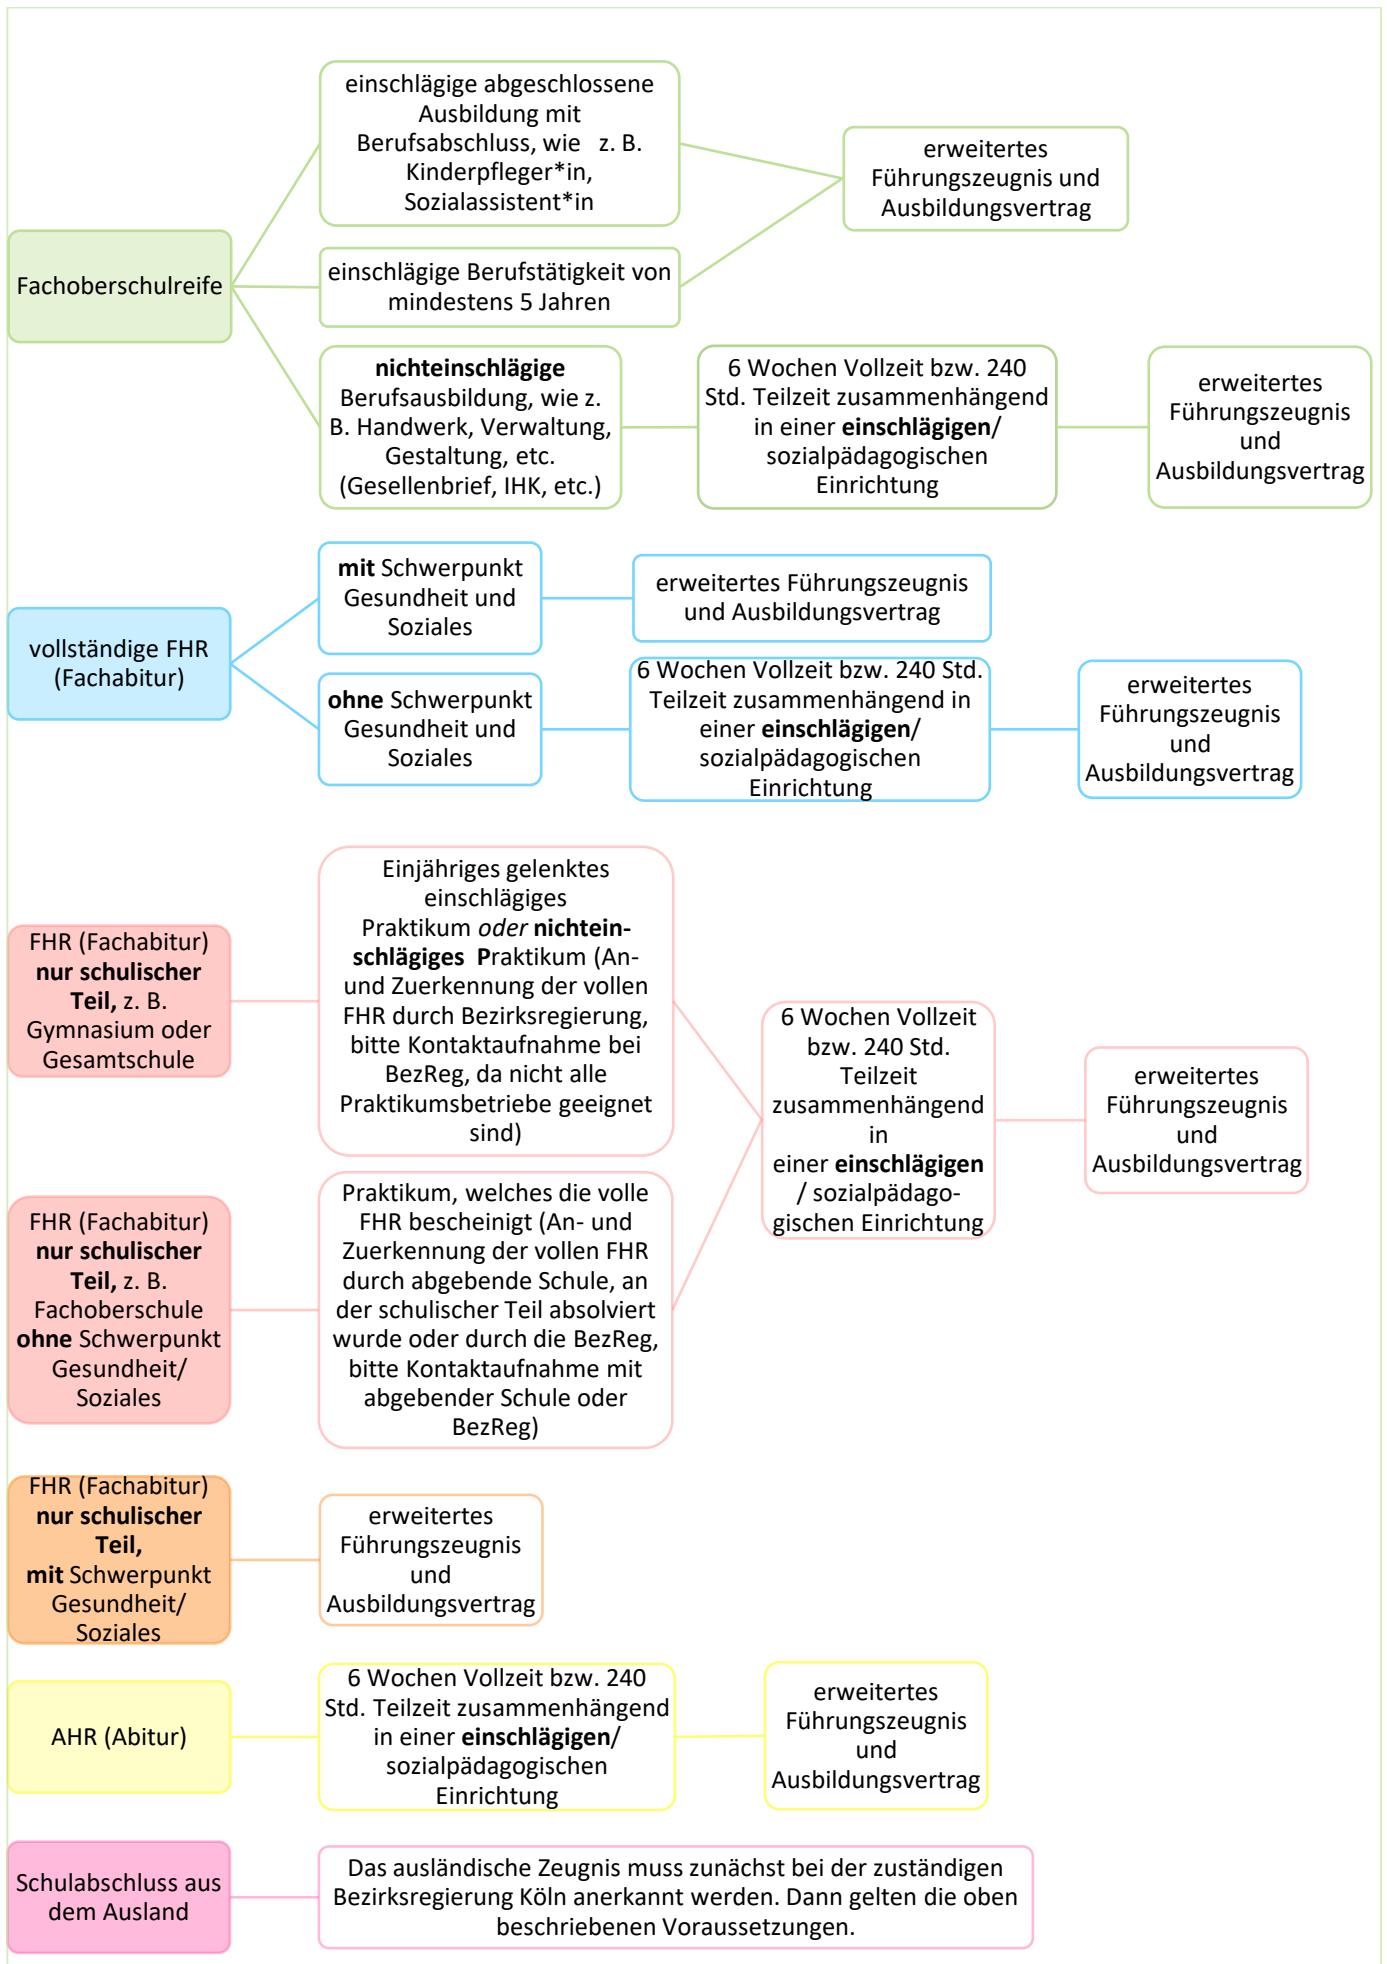 Fachoberschulreife
einschlägige abgeschlossene
Ausbildung mit
Berufsabschluss, wie z. B.
Kinderpfleger*in,
Sozialassistent*in
einschlägige Berufstätigkeit von
mindestens 5 Jahren
erweitertes
Führungszeugnis und
Ausbildungsvertrag
nichteinschlägige
Berufsausbildung, wie z.
B. Handwerk, Verwaltung,
Gestaltung, etc.
(Gesellenbrief, IHK, etc.)
6 Wochen Vollzeit bzw. 240
Std. Teilzeit zusammenhängend
in einer einschlägigen/
sozialpädagogischen
Einrichtung
erweitertes
Führungszeugnis
und
Ausbildungsvertrag
vollständige FHR
(Fachabitur)
mit Schwerpunkt
Gesundheit und
Soziales
erweitertes Führungszeugnis
und Ausbildungsvertrag
ohne Schwerpunkt
Gesundheit und
Soziales
6 Wochen Vollzeit bzw. 240 Std.
Teilzeit zusammenhängend in
einer einschlägigen/
sozialpädagogischen
Einrichtung
erweitertes
Führungszeugnis
und
Ausbildungsvertrag
FHR (Fachabitur)
nur schulischer
Teil, z. B.
Gymnasium oder
Gesamtschule
Einjähriges gelenktes
einschlägiges
Praktikum oder nichtein-
schlägiges Praktikum (An-
und Zuerkennung der vollen
FHR durch Bezirksregierung,
bitte Kontaktaufnahme bei
BezReg, da nicht alle
Praktikumsbetriebe geeignet
sind)
FHR (Fachabitur)
nur schulischer
Teil, z. B.
Fachoberschule
ohne Schwerpunkt
Gesundheit/
Soziales
Praktikum, welches die volle
FHR bescheinigt (An- und
Zuerkennung der vollen FHR
durch abgebende Schule, an
der schulischer Teil absolviert
wurde oder durch die BezReg,
bitte Kontaktaufnahme mit
abgebender Schule oder
BezReg)
6 Wochen Vollzeit
bzw. 240 Std.
Teilzeit
zusammenhängend
in
einer einschlägigen
/ sozialpädago-
gischen Einrichtung
erweitertes
Führungszeugnis
und
Ausbildungsvertrag
FHR (Fachabitur)
nur schulischer
Teil,
mit Schwerpunkt
Gesundheit/
Soziales
erweitertes
Führungszeugnis
und
Ausbildungsvertrag
AHR (Abitur)
6 Wochen Vollzeit bzw. 240
Std. Teilzeit zusammenhängend
in einer einschlägigen/
sozialpädagogischen
Einrichtung
erweitertes
Führungszeugnis
und
Ausbildungsvertrag
Schulabschluss aus
dem Ausland
Das ausländische Zeugnis muss zunächst bei der zuständigen
Bezirksregierung Köln anerkannt werden. Dann gelten die oben
beschriebenen Voraussetzungen.